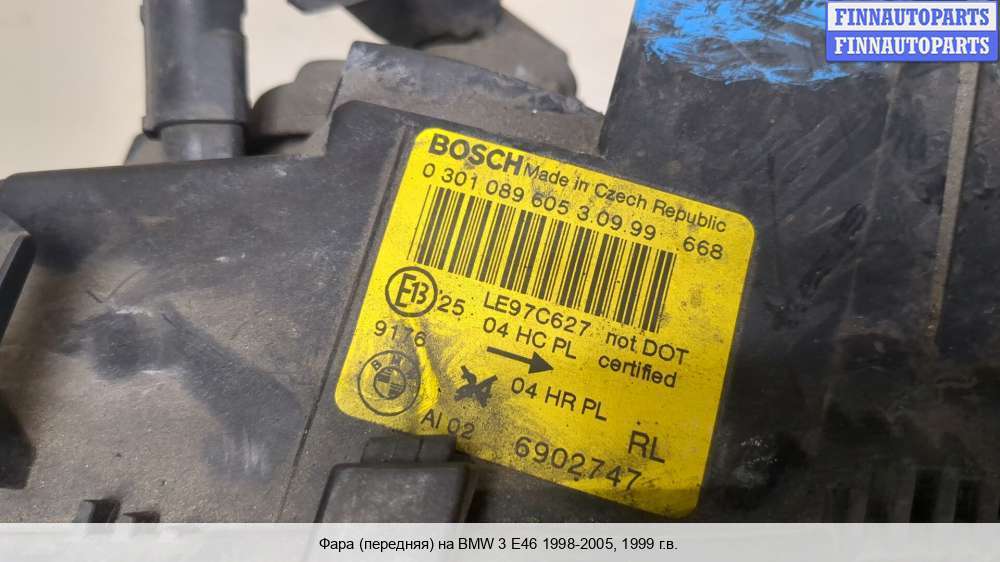 FINNAUTOPARTS
FINNAUTOPARTS
BOSCH Made in Czech Republic
0 301 089 605 3.09.99 668
E13 25 LE97C627 not DOT
9176 04 HC PL certified
04 HR PL
AI 02 6902747 RL
Фара (передняя) на BMW 3 E46 1998-2005, 1999 г.в.